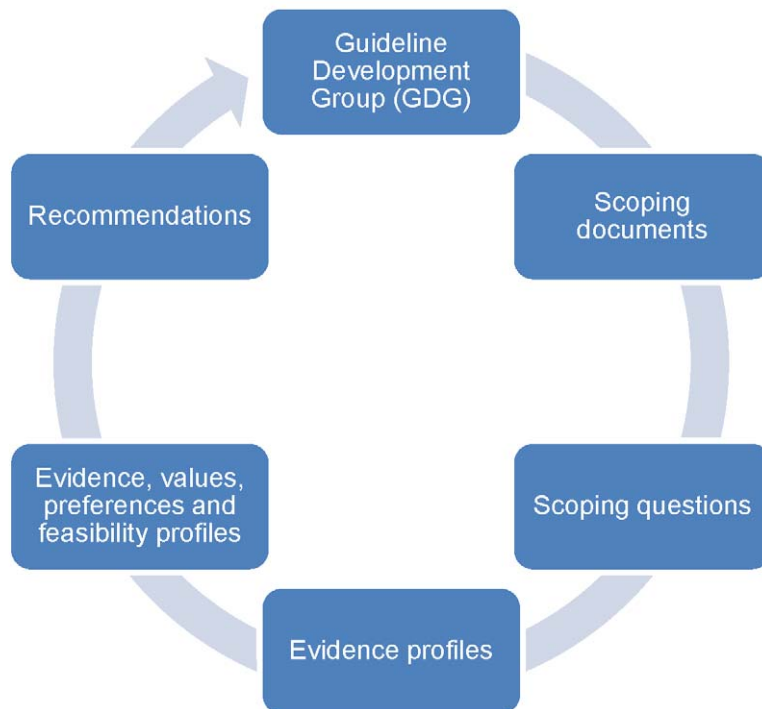 Guideline
Development
Group (GDG)
Scoping
documents
Scoping questions
Evidence profiles
Evidence, values,
preferences and
feasibility profiles
Recommendations